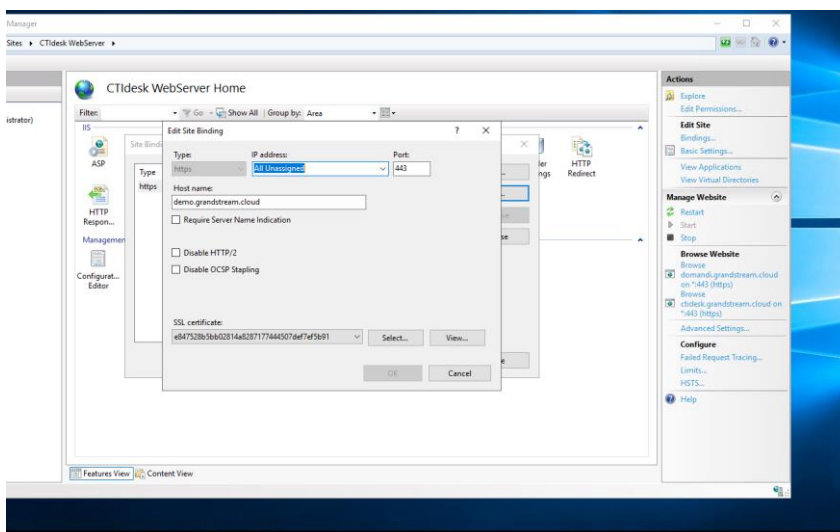 Manager
Sites ▸ CTIdesk WebServer ▸
istrator)
CTIdesk WebServer Home
Filter: Go Show All Group by: Area
IIS
ASP
HTTP Respon...
HTTP Redirect
Management
Configurat... Editor
Site Bindi
Type
https
Edit Site Binding
? X
Type: IP address: Port:
https All Unassigned 443
Host name:
demo.grandstream.cloud
Require Server Name Indication
Disable HTTP/2
Disable OCSP Stapling
SSL certificate:
e847528b5bb02814a8287177444507def7ef5b91 Select... View...
OK Cancel
Features View Content View
Actions
Explore
Edit Permissions...
Edit Site
Bindings...
Basic Settings...
View Applications
View Virtual Directories
Manage Website
Restart
Start
Stop
Browse Website
Browse
domandi.grandstream.cloud
on *:443 (https)
Browse
ctidesk.grandstream.cloud on
*:443 (https)
Advanced Settings...
Configure
Failed Request Tracing...
Limits...
HSTS...
Help